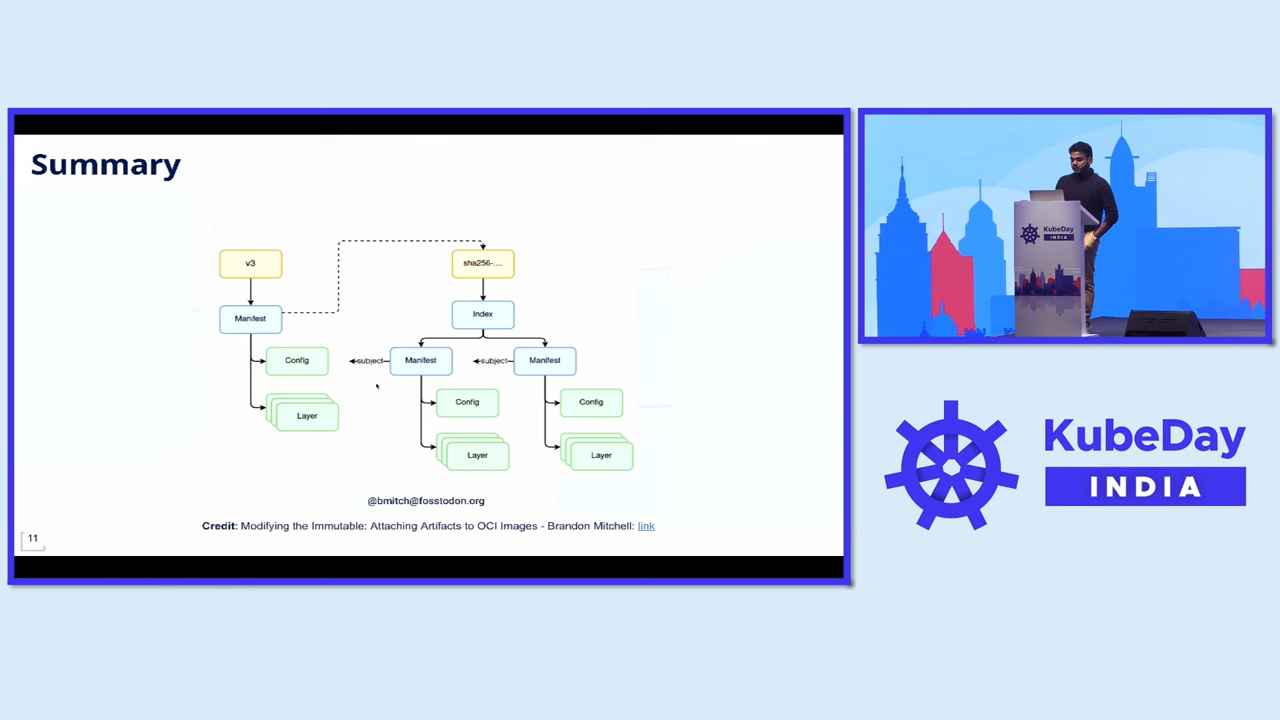 Summary
v3
sha256-....
Manifest
Index
Config
subject
Manifest
subject
Manifest
Layer
Config
Config
Layer
Layer
@bmitch@fosstodon.org
Credit: Modifying the Immutable: Attaching Artifacts to OCI Images - Brandon Mitchell: link
11
KubeDay
INDIA
KubeDay
INDIA